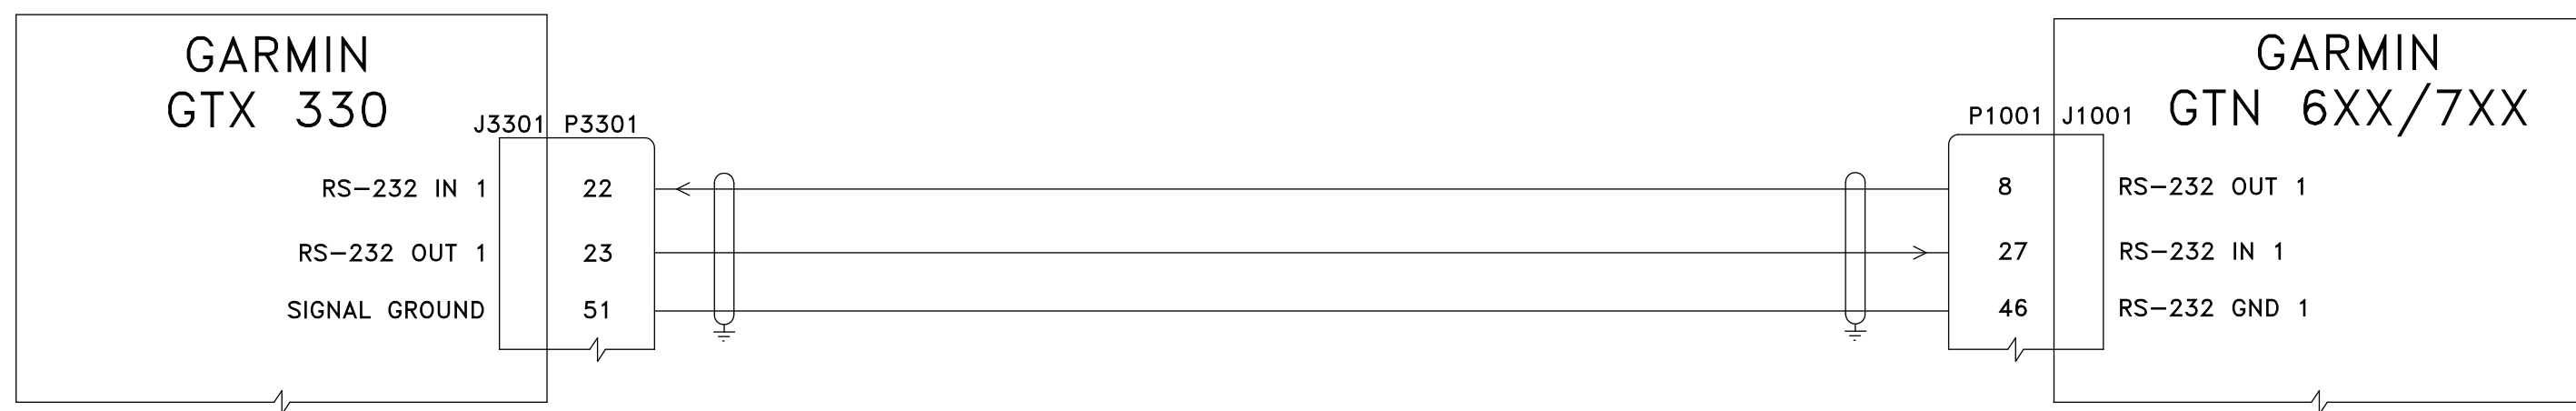 GARMIN
GTX 330
J3301 P3301
RS-232 IN 1 22
RS-232 OUT 1 23
SIGNAL GROUND 51
GARMIN
GTN 6XX/7XX
P1001 J1001
8 RS-232 OUT 1
27 RS-232 IN 1
46 RS-232 GND 1